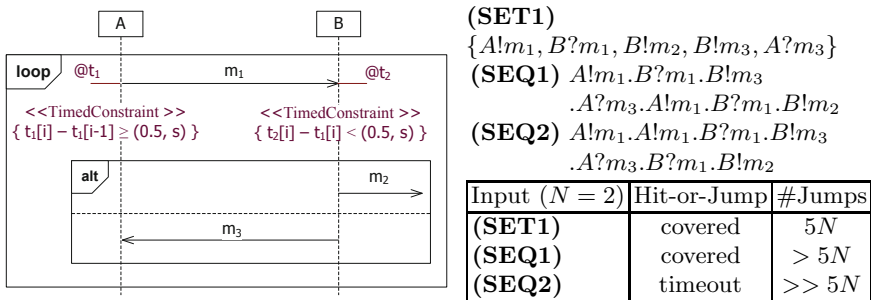 A B
loop @t₁ m₁ @t₂
<<TimedConstraint >> <<TimedConstraint >>
{ t₁[i] – t₁[i-1] ≥ (0.5, s) } { t₂[i] – t₁[i] < (0.5, s) }
alt m₂
m₃
(SET1)
{A!m₁, B?m₁, B!m₂, B!m₃, A?m₃}
(SEQ1) A!m₁.B?m₁.B!m₃
.A?m₃.A!m₁.B?m₁.B!m₂
(SEQ2) A!m₁.A!m₁.B?m₁.B!m₃
.A?m₃.B?m₁.B!m₂
Input (N = 2) Hit-or-Jump #Jumps
(SET1) covered 5N
(SEQ1) covered > 5N
(SEQ2) timeout >> 5N